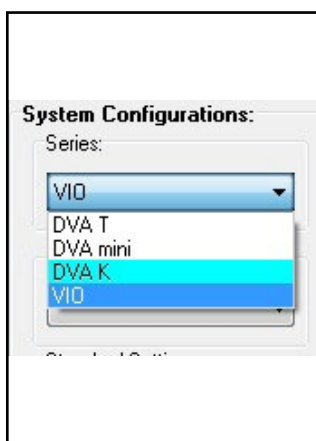 System Configurations:
Series:
VIO
DVA T
DVA mini
DVA K
VIO